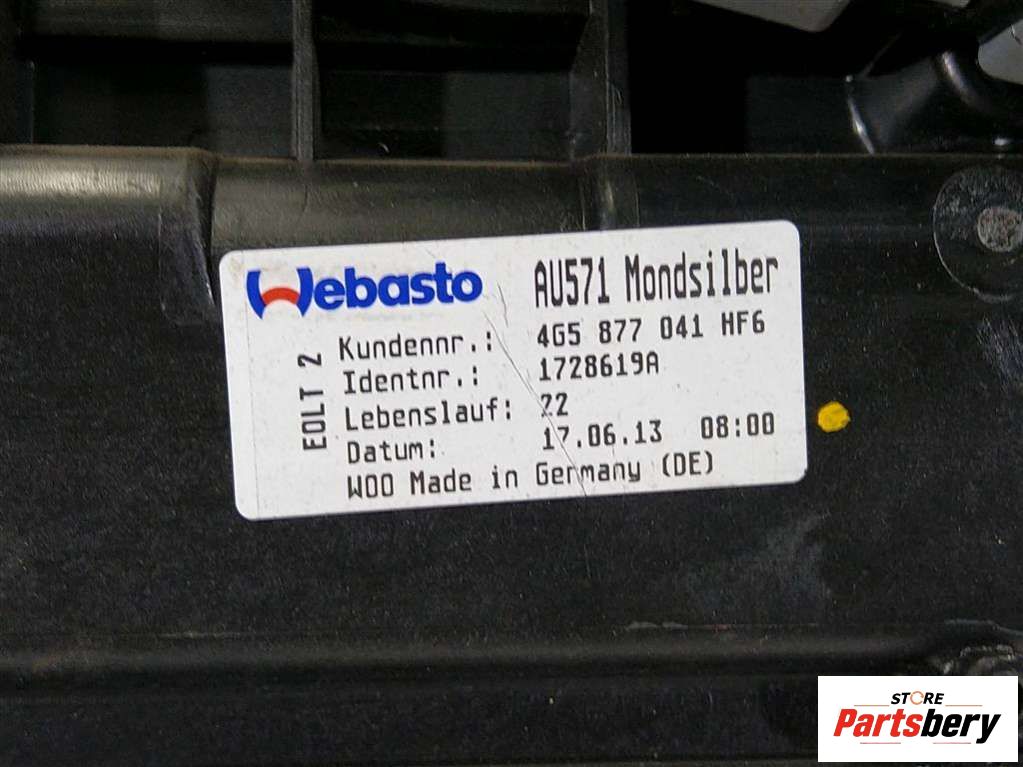 Webasto AU571 Mondsilber
EOLT 2
Kundennr.: 4G5 877 041 HF6
Identnr.: 1728619A
Lebenslauf: 22
Datum: 17.06.13 08:00
W00 Made in Germany (DE)
STORE
Partsbery